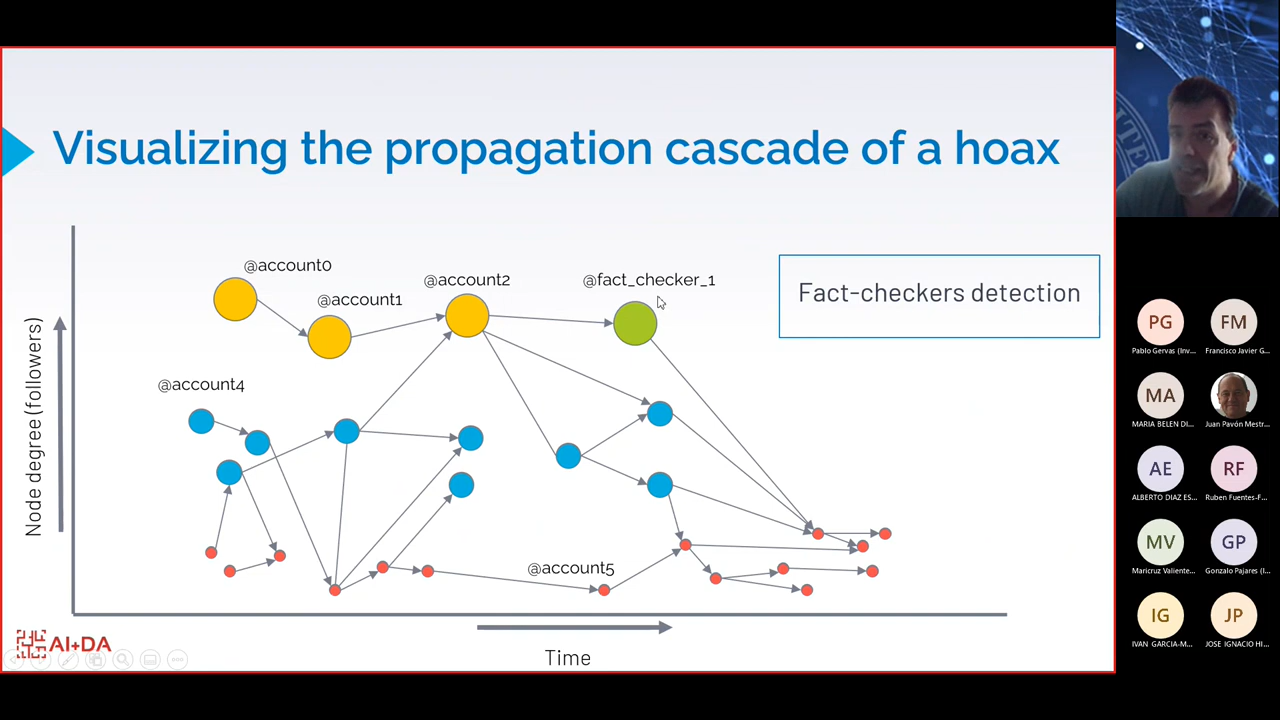 Visualizing the propagation cascade of a hoax
@account0
@account1
@account2
@fact_checker_1
Fact-checkers detection
@account4
@account5
Node degree (followers)
Time
AI+DA
PG
Pablo Gervas (Inv...
FM
Francisco Javier G...
MA
MARIA BELEN DI...
Juan Pavón Mestr...
AE
ALBERTO DIAZ ES...
RF
Ruben Fuentes-F...
MV
Maricruz Valiente...
GP
Gonzalo Pajares (I...
IG
IVAN GARCIA-M...
JP
JOSE IGNACIO HI...